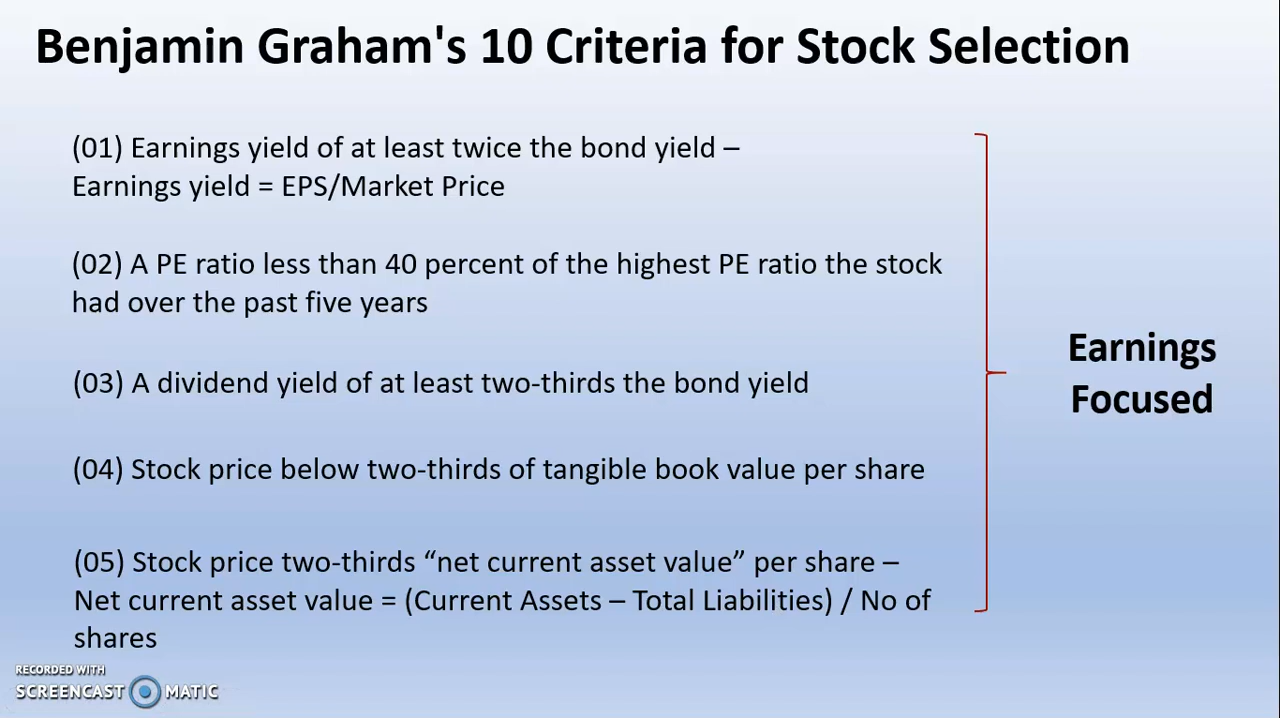 Benjamin Graham's 10 Criteria for Stock Selection
(01) Earnings yield of at least twice the bond yield –
Earnings yield = EPS/Market Price
(02) A PE ratio less than 40 percent of the highest PE ratio the stock
had over the past five years
(03) A dividend yield of at least two-thirds the bond yield
(04) Stock price below two-thirds of tangible book value per share
(05) Stock price two-thirds “net current asset value” per share –
Net current asset value = (Current Assets – Total Liabilities) / No of
shares
Earnings
Focused
RECORDED WITH
SCREENCAST MATIC